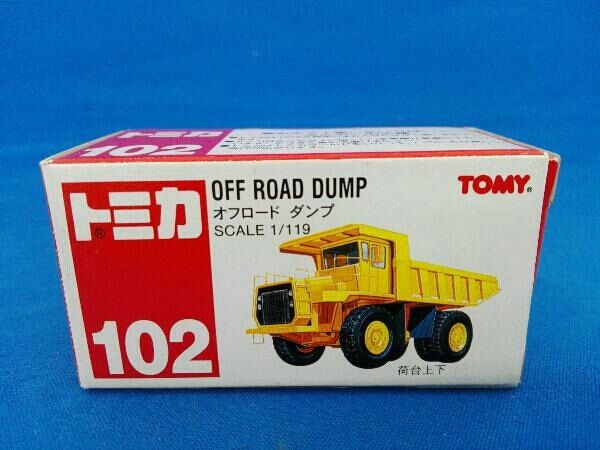 トミカ
102
トミカ®
OFF ROAD DUMP
オフロード ダンプ
SCALE 1/119
TOMY®
102
荷台上下